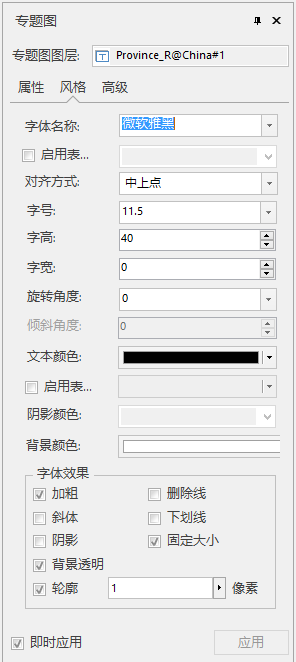 专题图
专题图图层: Province_R@China#1
属性 风格 高级
字体名称: 微软雅黑
启用表...
对齐方式: 中上点
字号: 11.5
字高: 40
字宽: 0
旋转角度: 0
倾斜角度: 0
文本颜色:
启用表...
阴影颜色:
背景颜色:
字体效果
加粗 删除线
斜体 下划线
阴影 固定大小
背景透明
轮廓 1 像素
即时应用 应用